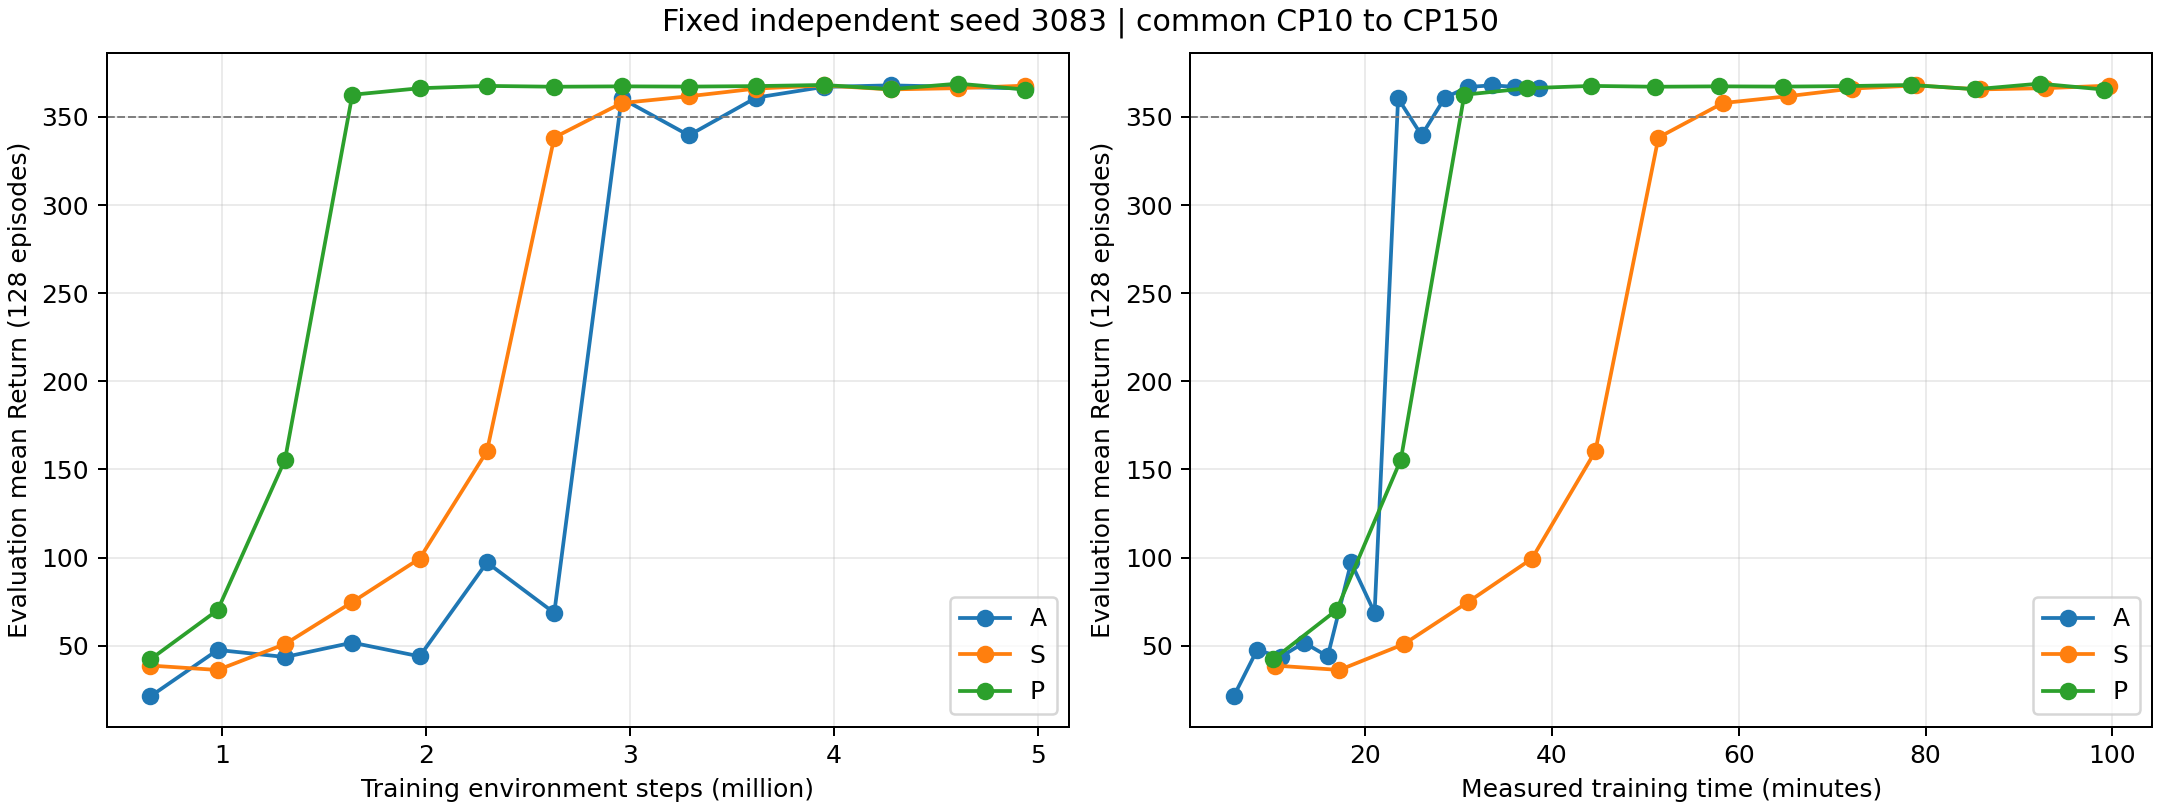 Fixed independent seed 3083 | common CP10 to CP150
Evaluation mean Return (128 episodes)
350
300
250
200
150
100
50
1
2
3
4
5
Training environment steps (million)
A
S
P
Evaluation mean Return (128 episodes)
350
300
250
200
150
100
50
20
40
60
80
100
Measured training time (minutes)
A
S
P